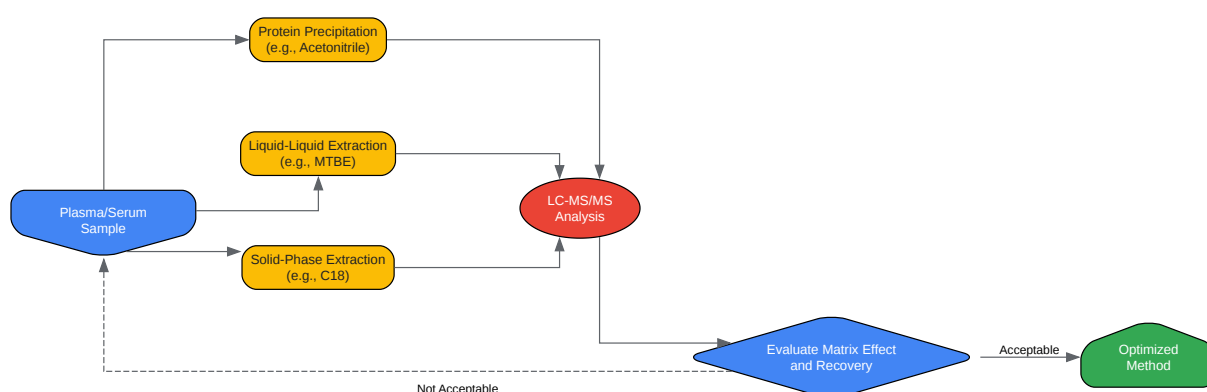 Protein Precipitation
(e.g., Acetonitrile)
Liquid-Liquid Extraction
(e.g., MTBE)
Plasma/Serum
Sample
LC-MS/MS
Analysis
Solid-Phase Extraction
(e.g., C18)
Evaluate Matrix Effect
and Recovery
Acceptable
Optimized
Method
Not Acceptable